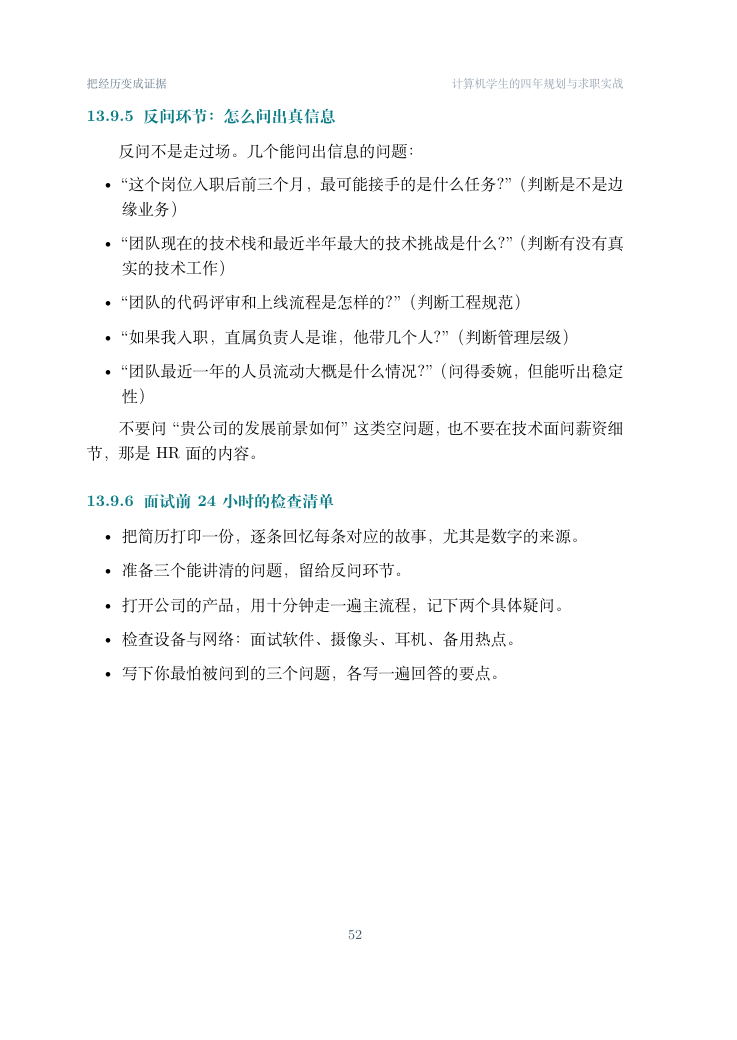 把经历变成证据
计算机学生的四年规划与求职实战
13.9.5 反问环节：怎么问出真信息
反问不是走过场。几个能问出信息的问题：
• “这个岗位入职后前三个月，最可能接手的是什么任务?”（判断是不是边
缘业务）
• “团队现在的技术栈和最近半年最大的技术挑战是什么?”（判断有没有真
实的技术工作）
• “团队的代码评审和上线流程是怎样的?”（判断工程规范）
• “如果我入职，直属负责人是谁，他带几个人?”（判断管理层级）
• “团队最近一年的人员流动大概是什么情况?”（问得委婉，但能听出稳定
性）
不要问 “贵公司的发展前景如何” 这类空问题，也不要在技术面问薪资细
节，那是 HR 面的内容。
13.9.6 面试前 24 小时的检查清单
• 把简历打印一份，逐条回忆每条对应的故事，尤其是数字的来源。
• 准备三个能讲清的问题，留给反问环节。
• 打开公司的产品，用十分钟走一遍主流程，记下两个具体疑问。
• 检查设备与网络：面试软件、摄像头、耳机、备用热点。
• 写下你最怕被问到的三个问题，各写一遍回答的要点。
52